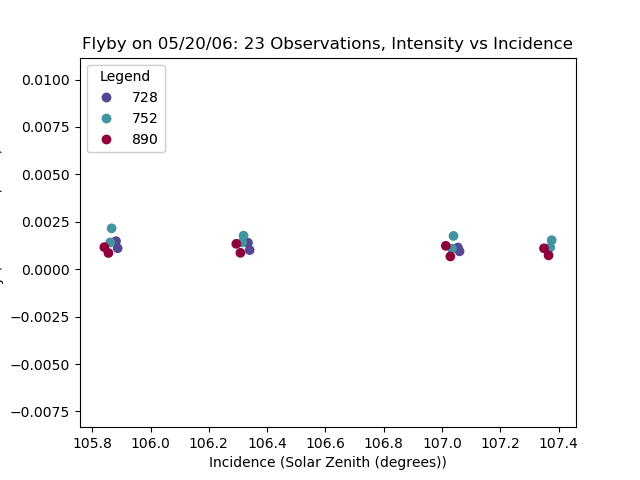 Flyby on 05/20/06: 23 Observations, Intensity vs Incidence
Legend
728
752
890
0.0100
0.0075
0.0050
0.0025
0.0000
−0.0025
−0.0050
−0.0075
105.8 106.0 106.2 106.4 106.6 106.8 107.0 107.2 107.4
Incidence (Solar Zenith (degrees))